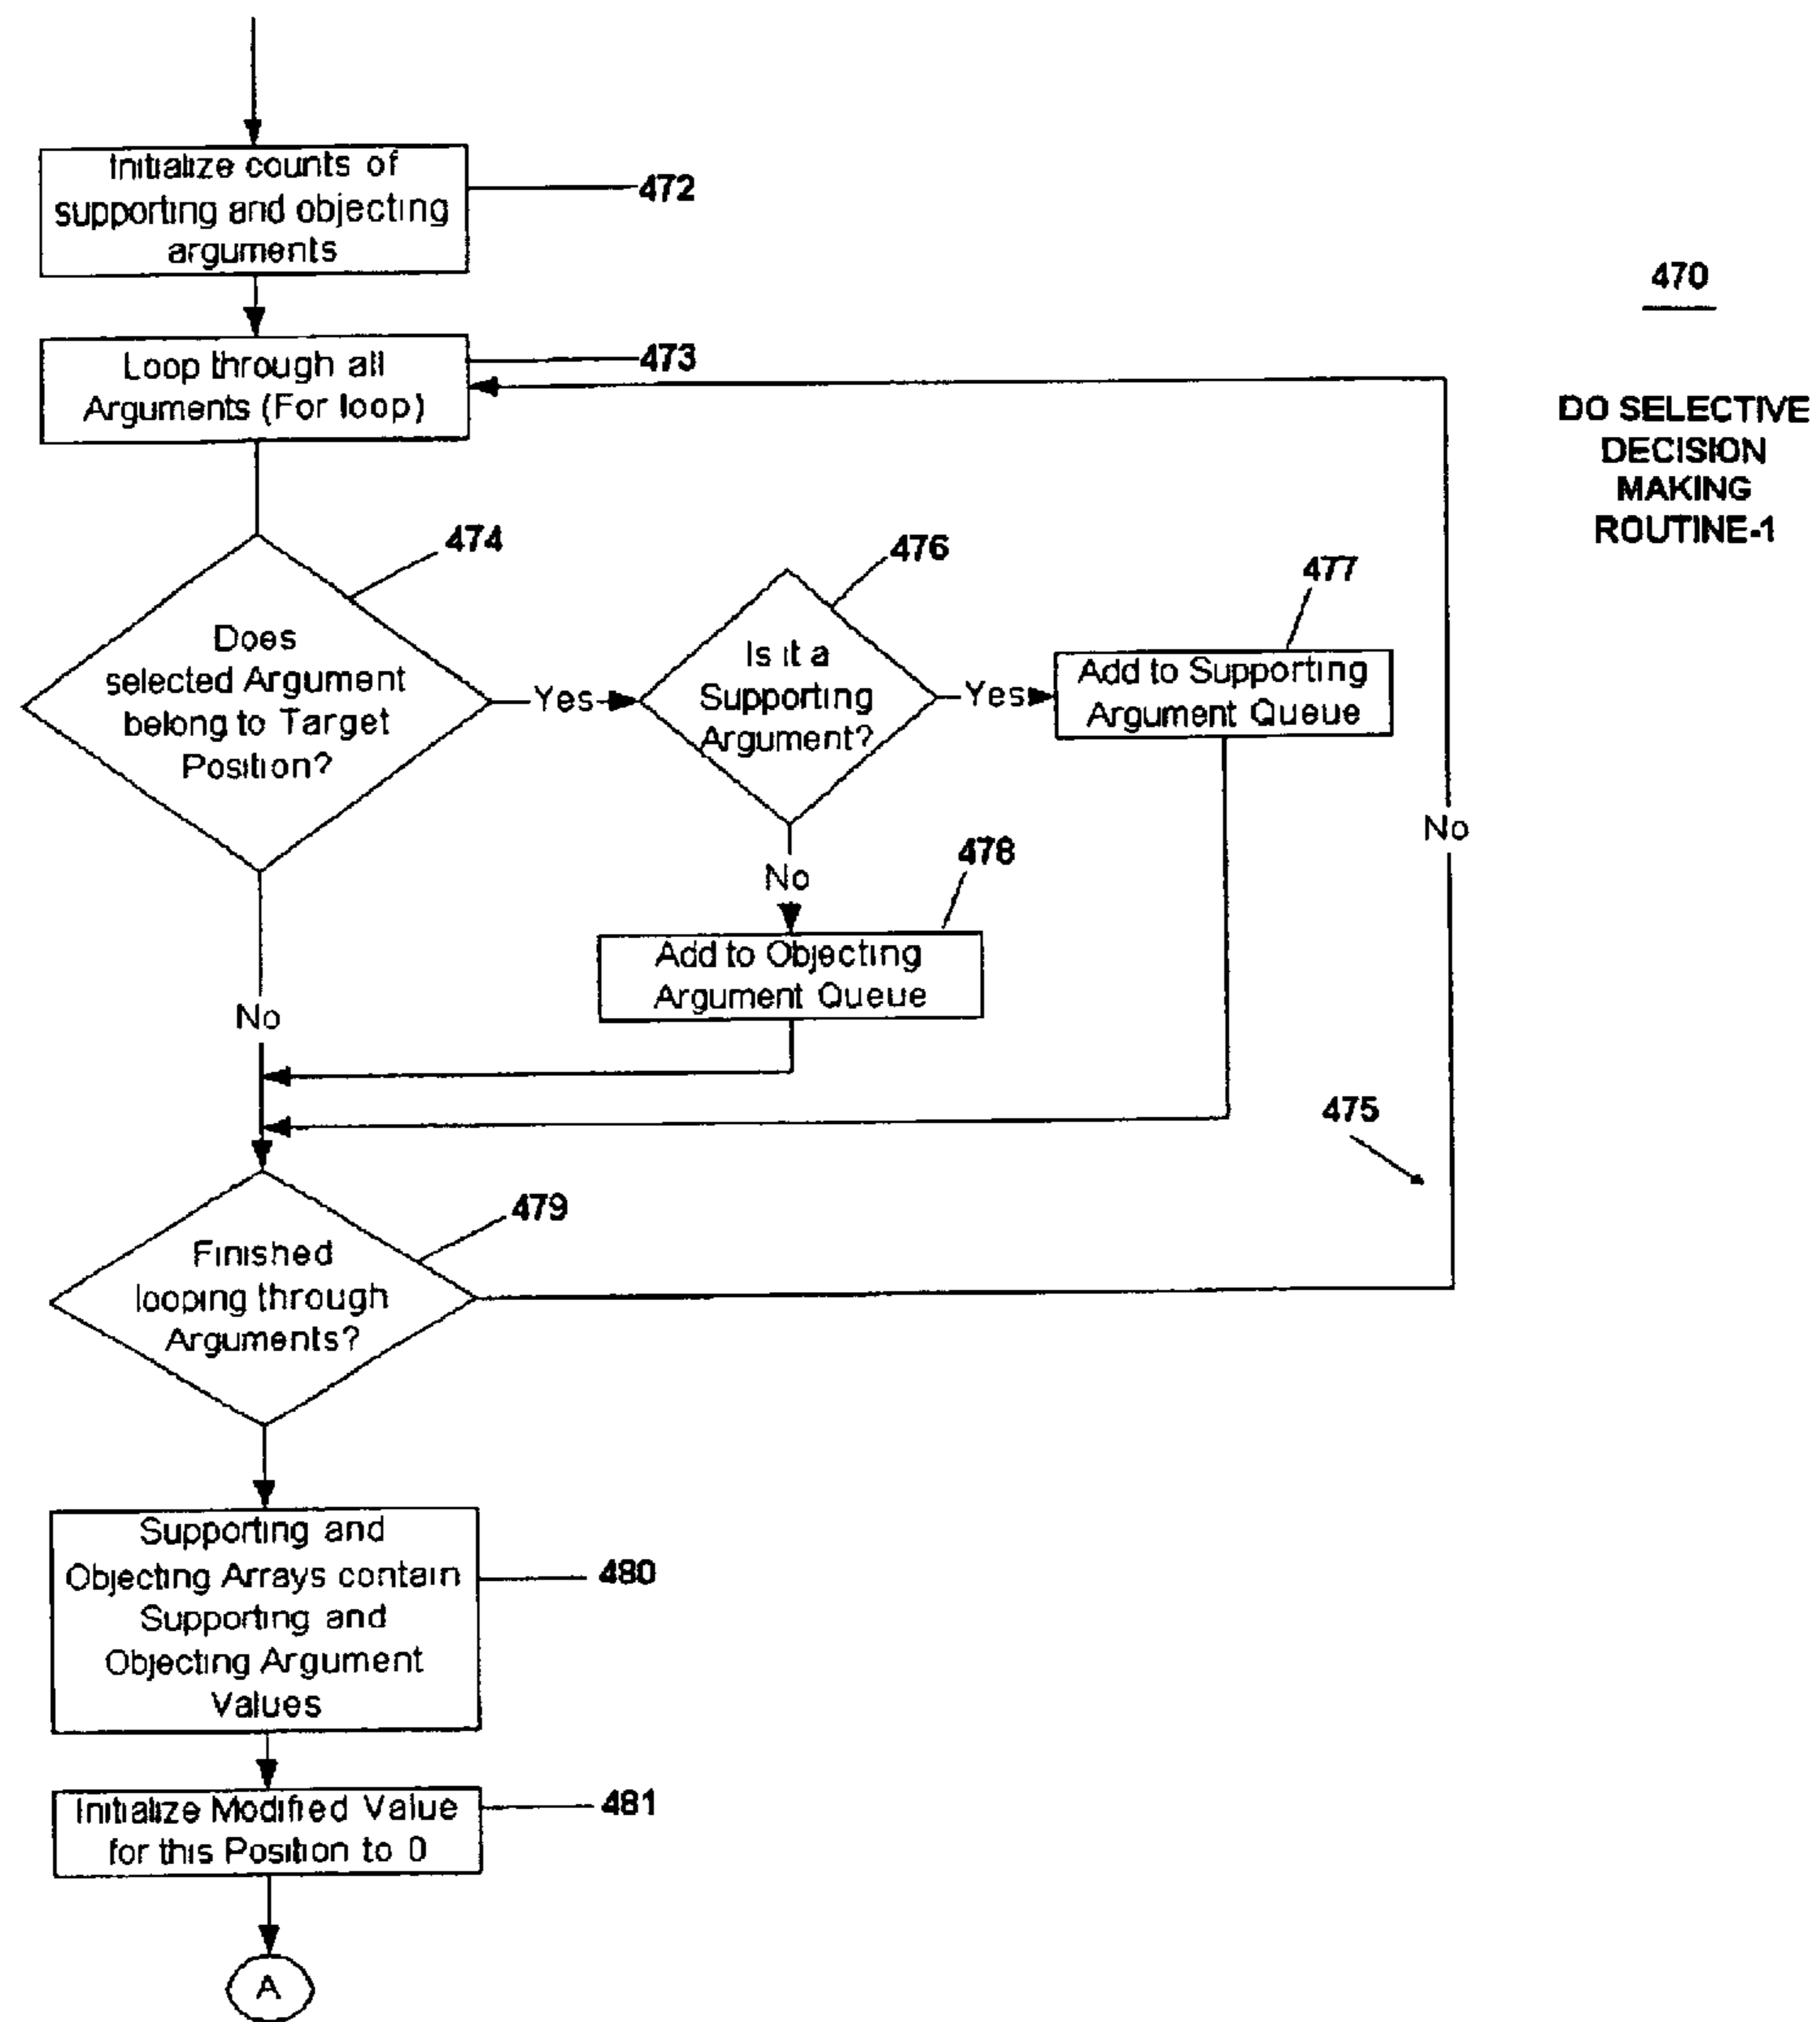 Initialize counts of
supporting and objecting
arguments
472
470
Loop through all
Arguments (For loop)
473
DO SELECTIVE
DECISION
MAKING
ROUTINE-1
474
476
477
Does
selected Argument
belong to Target
Position?
Yes
Is it a
Supporting
Argument?
Yes
Add to Supporting
Argument Queue
No
No
478
Add to Objecting
Argument Queue
No
475
479
Finished
looping through
Arguments?
Supporting and
Objecting Arrays contain
Supporting and
Objecting Argument
Values
480
Initialize Modified Value
for this Position to 0
481
A